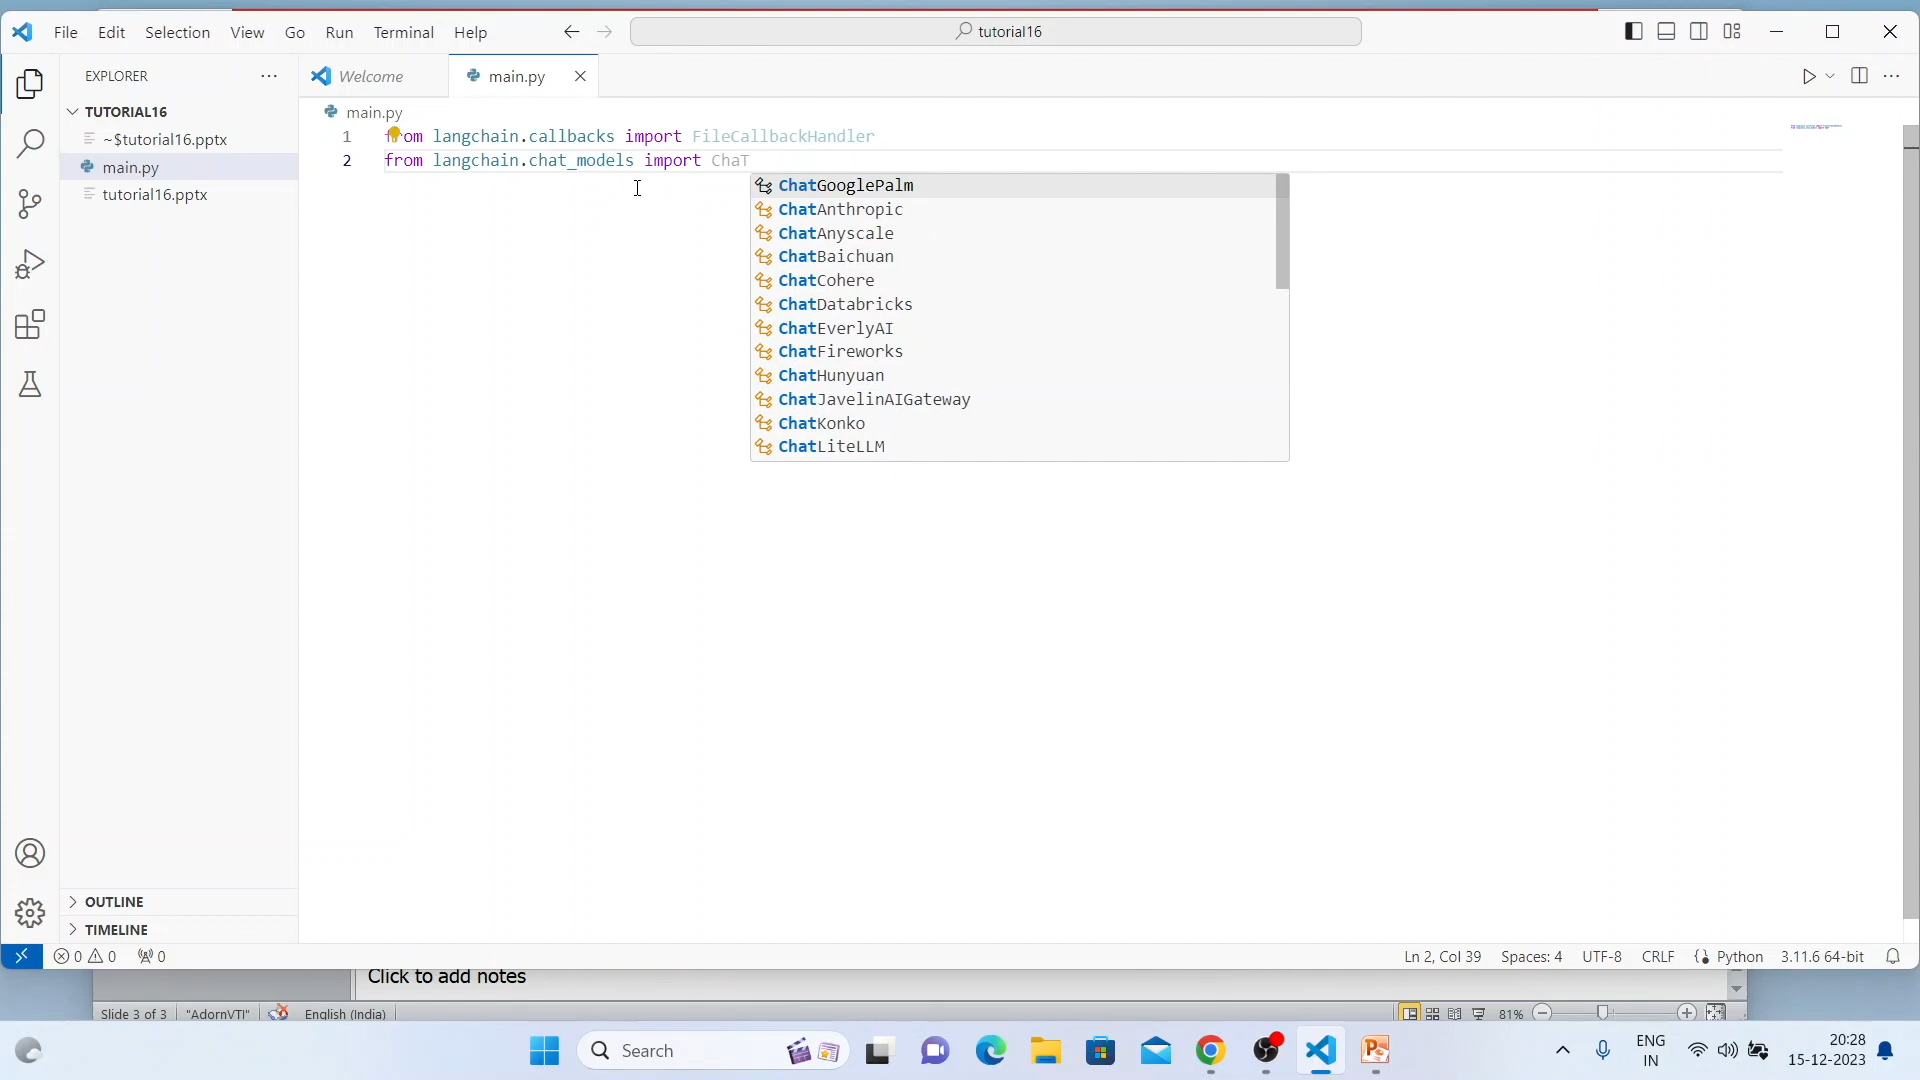 File Edit Selection View Go Run Terminal Help
tutorial16
EXPLORER
Welcome
main.py
TUTORIAL16
~$tutorial16.pptx
main.py
tutorial16.pptx
main.py
1 from langchain.callbacks import FileCallbackHandler
2 from langchain.chat_models import ChaT
ChatGooglePalm
ChatAnthropic
ChatAnyscale
ChatBaichuan
ChatCohere
ChatDatabricks
ChatEverlyAI
ChatFireworks
ChatHunyuan
ChatJavelinAIGateway
ChatKonko
ChatLiteLLM
OUTLINE
TIMELINE
0 0 0
Ln 2, Col 39 Spaces: 4 UTF-8 CRLF Python 3.11.6 64-bit
Click to add notes
Slide 3 of 3 "AdornVTI" English (India) 81%
Search
ENG
IN
20:28
15-12-2023